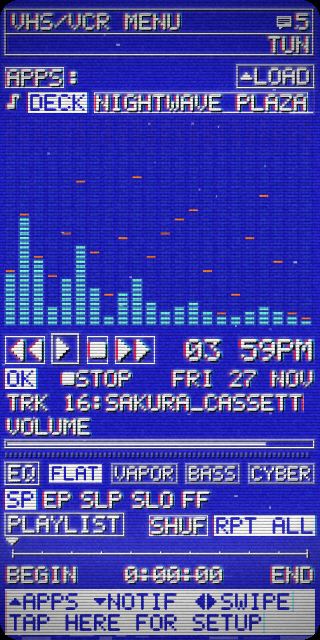 VHS/VCR MENU 5
TUN
APPS: LOAD
DECK NIGHTWAVE PLAZA
03 59PM
OK STOP FRI 27 NOV
TRK 16:SAKURA_CASSETT
VOLUME
EQ FLAT VAPOR BASS CYBER
SP EP SLP SLO FF
PLAYLIST SHUF RPT ALL
BEGIN 0:00:00 END
▲APPS ▼NOTIF ◀▶SWIPE
TAP HERE FOR SETUP